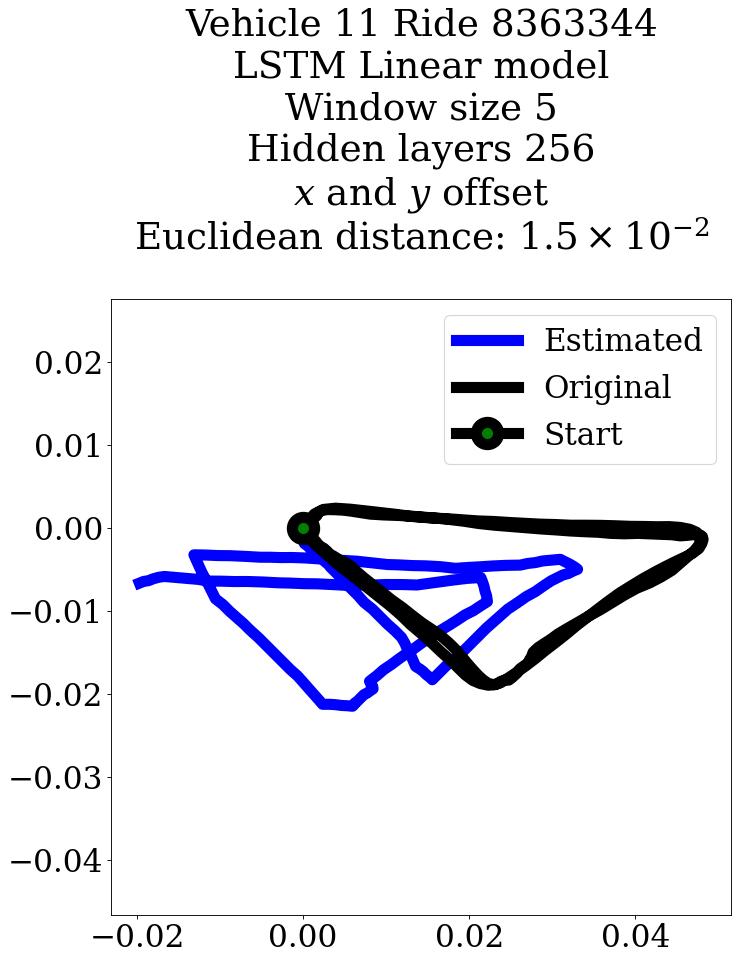 Vehicle 11 Ride 8363344
LSTM Linear model
Window size 5
Hidden layers 256
x and y offset
Euclidean distance: 1.5 × 10⁻²
Estimated
Original
Start
0.02
0.01
0.00
−0.01
−0.02
−0.03
−0.04
−0.02 0.00 0.02 0.04